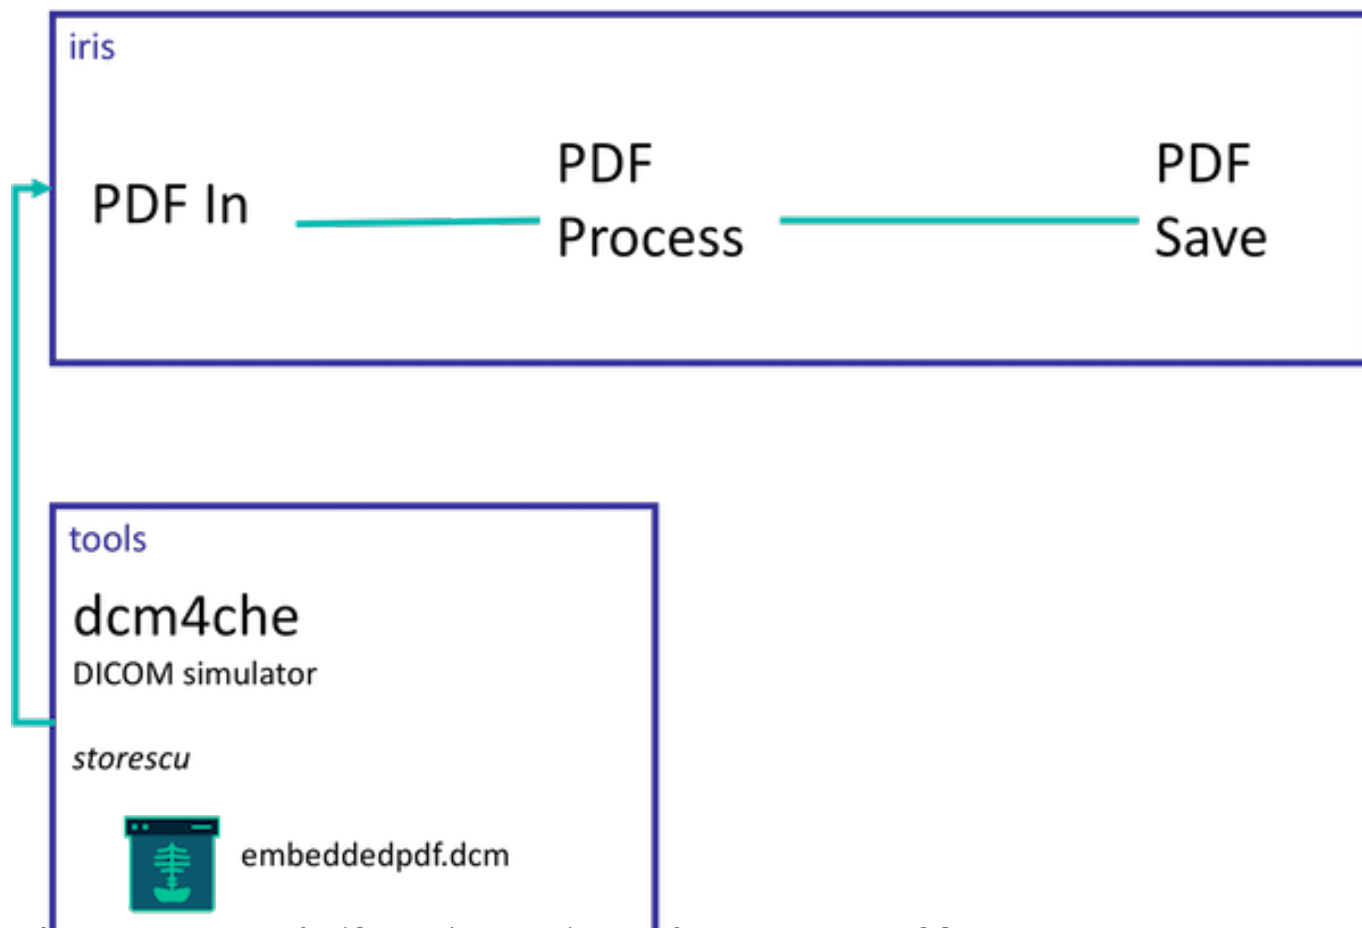 iris
PDF In
PDF
Process
PDF
Save
tools
dcm4che
DICOM simulator
storescu
embeddedpdf.dcm